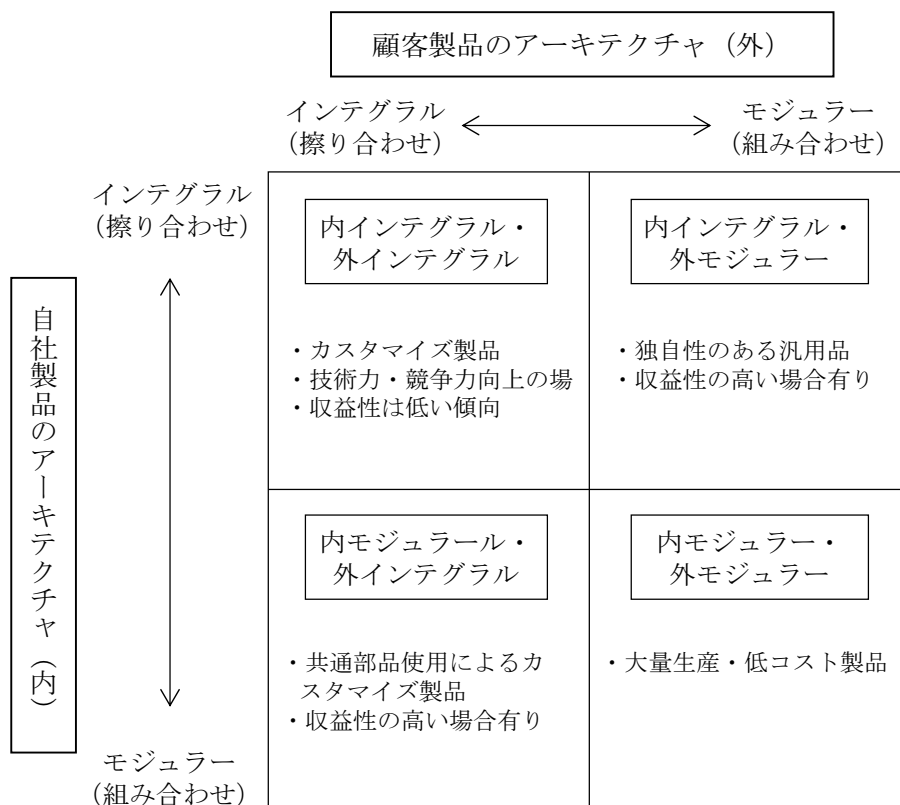 顧客製品のアーキテクチャ（外）
インテグラル
（擦り合わせ）
モジュラー
（組み合わせ）
インテグラル
（擦り合わせ）
自社製品のアーキテクチャ（内）
モジュラー
（組み合わせ）
内インテグラル・
外インテグラル
・カスタマイズ製品
・技術力・競争力向上の場
・収益性は低い傾向
内インテグラル・
外モジュラー
・独自性のある汎用品
・収益性の高い場合有り
内モジュラール・
外インテグラル
・共通部品使用によるカ
スタマイズ製品
・収益性の高い場合有り
内モジュラー・
外モジュラー
・大量生産・低コスト製品